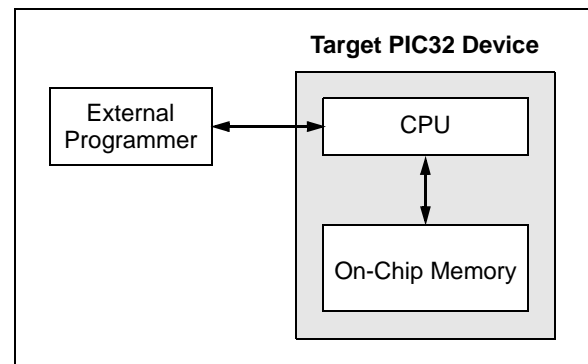 Target PIC32 Device
External
Programmer
CPU
On-Chip Memory